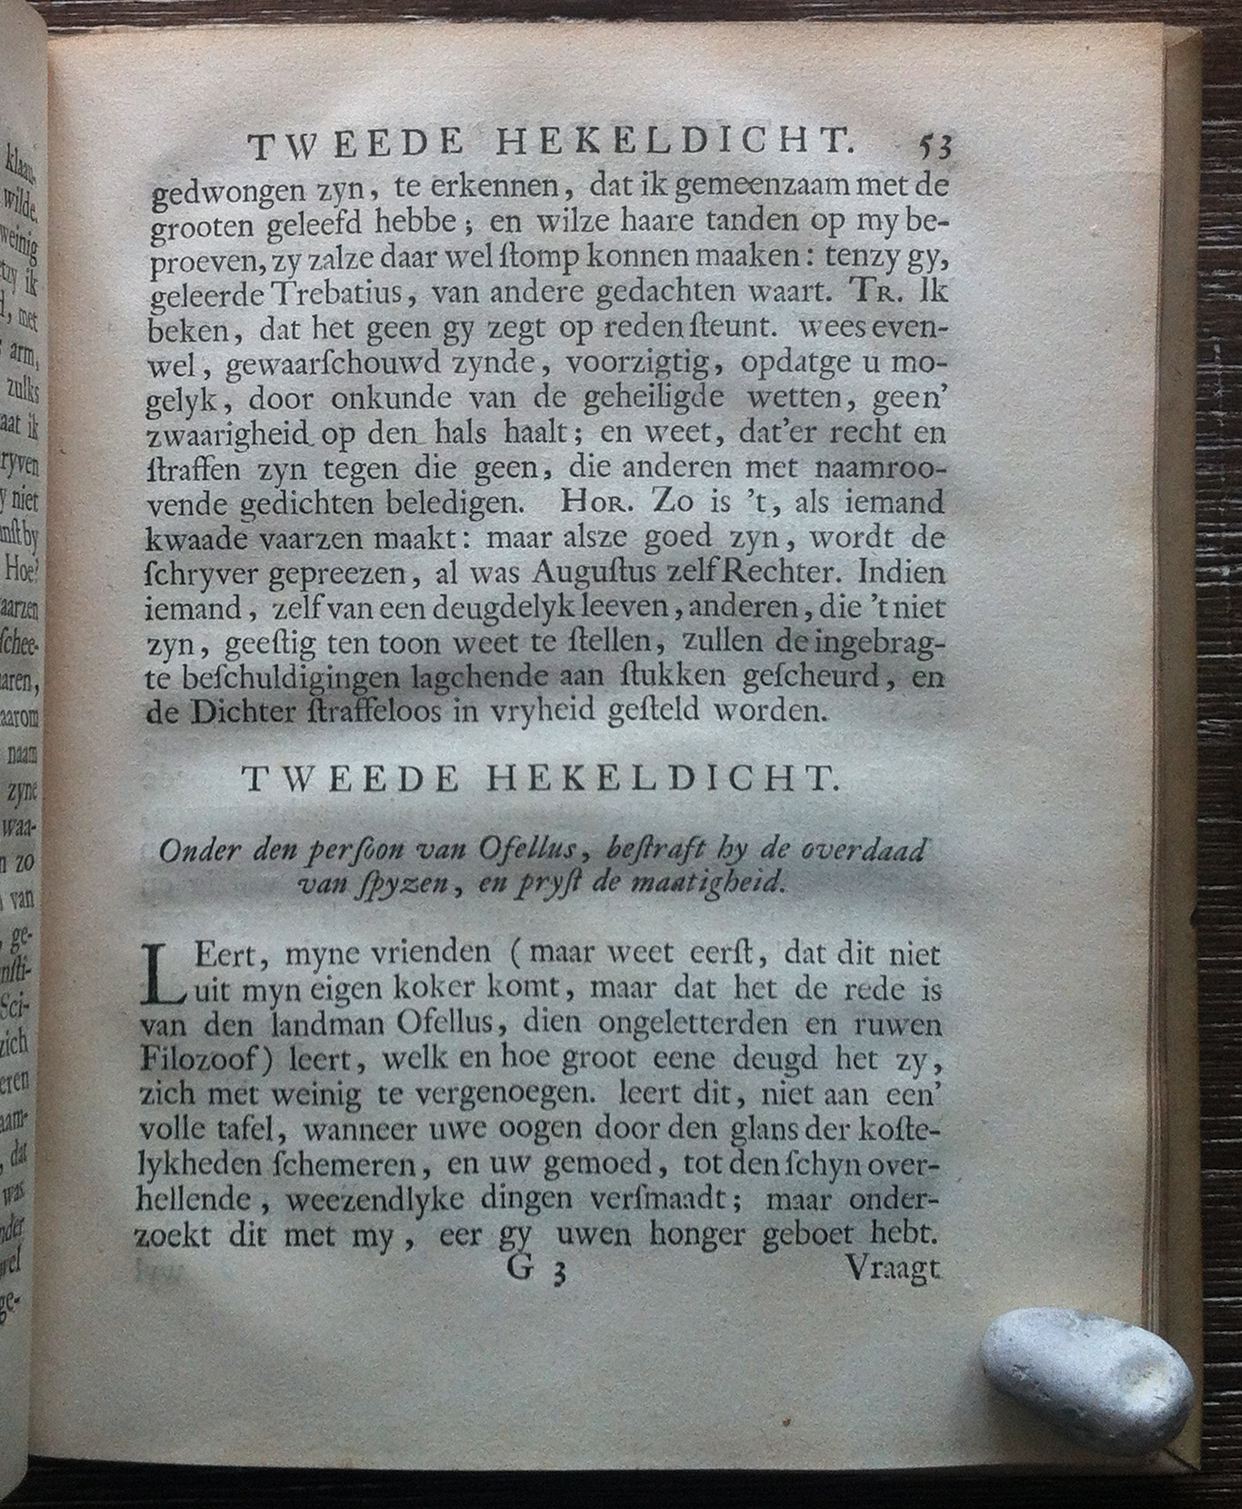 TWEEDE HEKELDICHT. 53
gedwongen zyn, te erkennen, dat ik gemeenzaam met de
grooten geleefd hebbe; en wilze haare tanden op my be-
proeven, zy zalze daar wel ſtomp konnen maaken: tenzy gy,
geleerde Trebatius, van andere gedachten waart. TR. Ik
beken, dat het geen gy zegt op reden ſteunt. wees even-
wel, gewaarſchouwd zynde, voorzigtig, opdatge u mo-
gelyk, door onkunde van de geheiligde wetten, geen'
zwaarigheid op den hals haalt; en weet, dat'er recht en
ſtraffen zyn tegen die geen, die anderen met naamroo-
vende gedichten beledigen. HOR. Zo is 't, als iemand
kwaade vaarzen maakt: maar alsze goed zyn, wordt de
ſchryver gepreezen, al was Auguſtus zelf Rechter. Indien
iemand, zelf van een deugdelyk leeven, anderen, die 't niet
zyn, geeſtig ten toon weet te ſtellen, zullen de ingebrag-
te beſchuldigingen lagchende aan ſtukken geſcheurd, en
de Dichter ſtraffeloos in vryheid geſteld worden.
TWEEDE HEKELDICHT.
Onder den perſoon van Ofellus, beſtraft hy de overdaad
van ſpyzen, en pryſt de maatigheid.
LEert, myne vrienden (maar weet eerſt, dat dit niet
uit myn eigen koker komt, maar dat het de rede is
van den landman Ofellus, dien ongeletterden en ruwen
Filozoof) leert, welk en hoe groot eene deugd het zy,
zich met weinig te vergenoegen. leert dit, niet aan een'
volle tafel, wanneer uwe oogen door den glans der koſte-
lykheden ſchemeren, en uw gemoed, tot den ſchyn over-
hellende, weezendlyke dingen verſmaadt; maar onder-
zoekt dit met my, eer gy uwen honger geboet hebt.
G 3 Vraagt